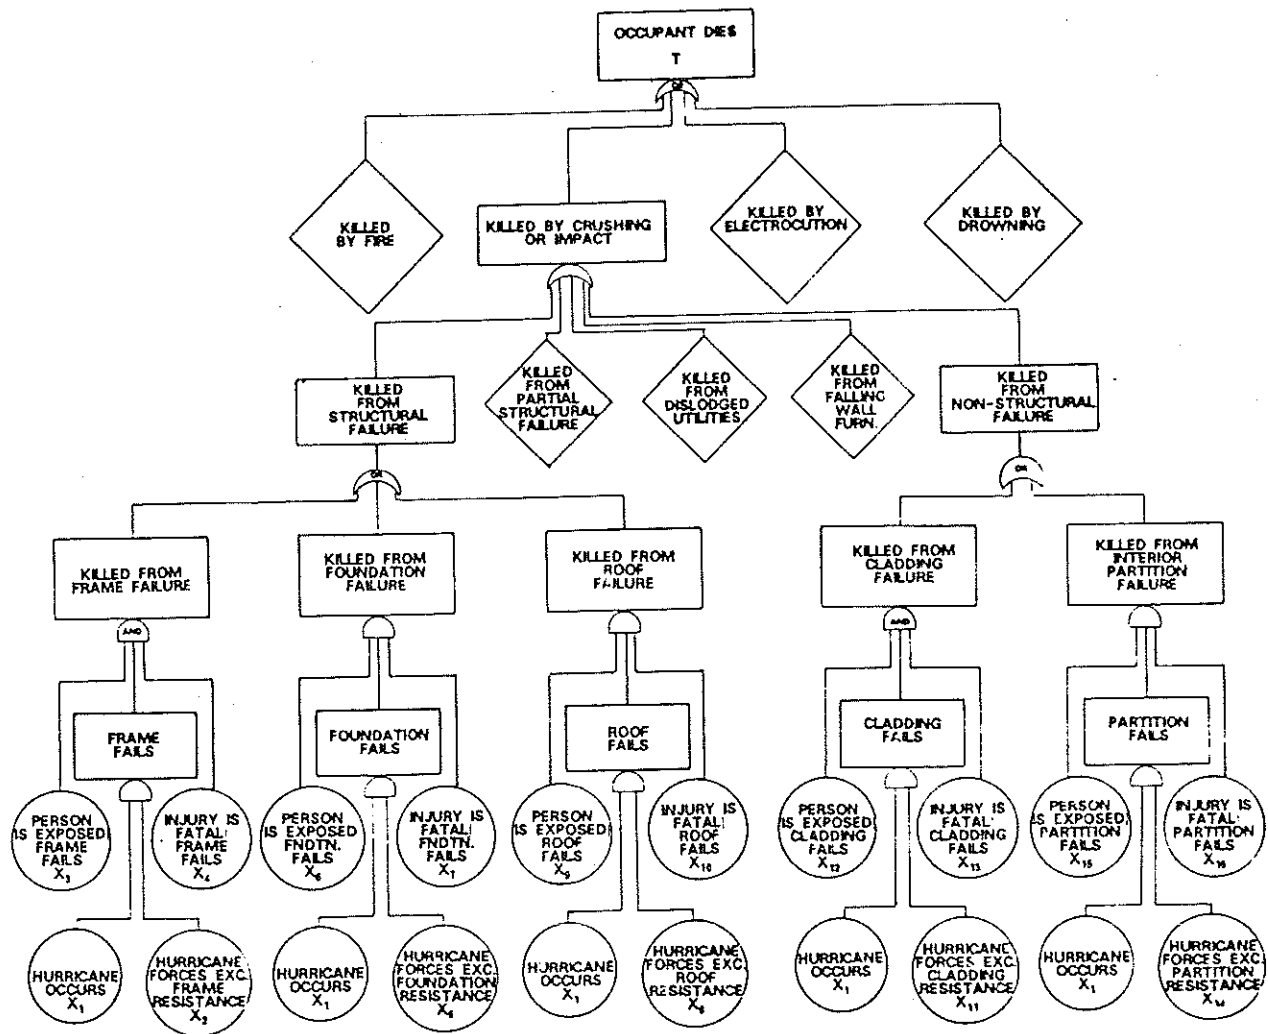 OCCUPANT DIES
T
OR
KILLED
BY FIRE
KILLED BY CRUSHING
OR IMPACT
KILLED BY
ELECTROCUTION
KILLED BY
DROWNING
KILLED
FROM
STRUCTURAL
FAILURE
KILLED
FROM
PARTIAL
STRUCTURAL
FAILURE
KILLED
FROM
DISLODGED
UTILITIES
KILLED
FROM
FALLING
WALL
FURN.
KILLED
FROM
NON-STRUCTURAL
FAILURE
OR
OR
KILLED FROM
FRAME FAILURE
KILLED FROM
FOUNDATION
FAILURE
KILLED FROM
ROOF
FAILURE
KILLED FROM
CLADDING
FAILURE
KILLED FROM
INTERIOR
PARTITION
FAILURE
AND
AND
FRAME
FAILS
FOUNDATION
FAILS
ROOF
FAILS
CLADDING
FAILS
PARTITION
FAILS
PERSON
IS EXPOSED
FRAME
FAILS
X₃
INJURY IS
FATAL
FRAME
FAILS
X₄
PERSON
IS EXPOSED
FNDTN.
FAILS
X₆
INJURY IS
FATAL
FNDTN.
FAILS
X₇
PERSON
IS EXPOSED
ROOF
FAILS
X₉
INJURY IS
FATAL
ROOF
FAILS
X₁₀
PERSON
IS EXPOSED
CLADDING
FAILS
X₁₂
INJURY IS
FATAL
CLADDING
FAILS
X₁₃
PERSON
IS EXPOSED
PARTITION
FAILS
X₁₅
INJURY IS
FATAL
PARTITION
FAILS
X₁₆
HURRICANE
OCCURS
X₁
HURRICANE
FORCES EXC.
FRAME
RESISTANCE
X₂
HURRICANE
OCCURS
X₁
HURRICANE
FORCES EXC.
FOUNDATION
RESISTANCE
HURRICANE
OCCURS
X₁
HURRICANE
FORCES EXC.
ROOF
RESISTANCE
X₈
HURRICANE
OCCURS
X₁
HURRICANE
FORCES EXC.
CLADDING
RESISTANCE
X₁₁
HURRICANE
OCCURS
X₁
HURRICANE
FORCES EXC.
PARTITION
RESISTANCE
X₁₄